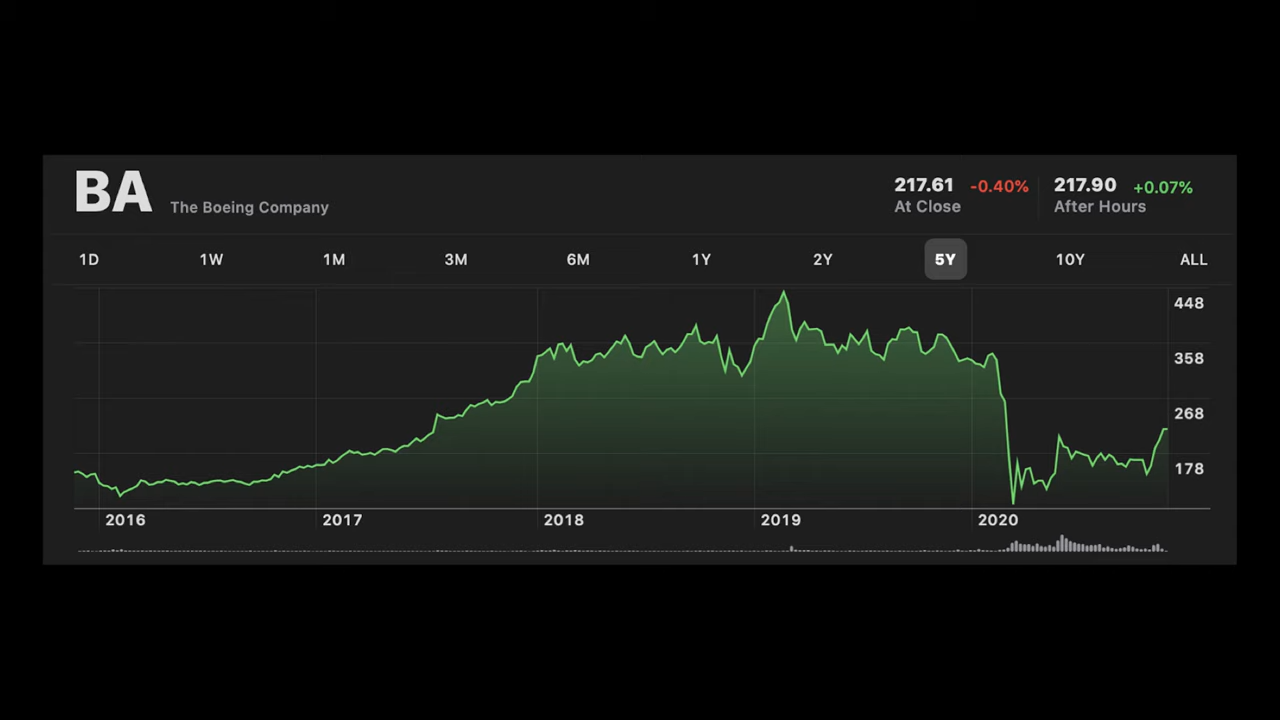 BA The Boeing Company
217.61 -0.40% 217.90 +0.07%
At Close After Hours
1D 1W 1M 3M 6M 1Y 2Y 5Y 10Y ALL
448
358
268
178
2016 2017 2018 2019 2020